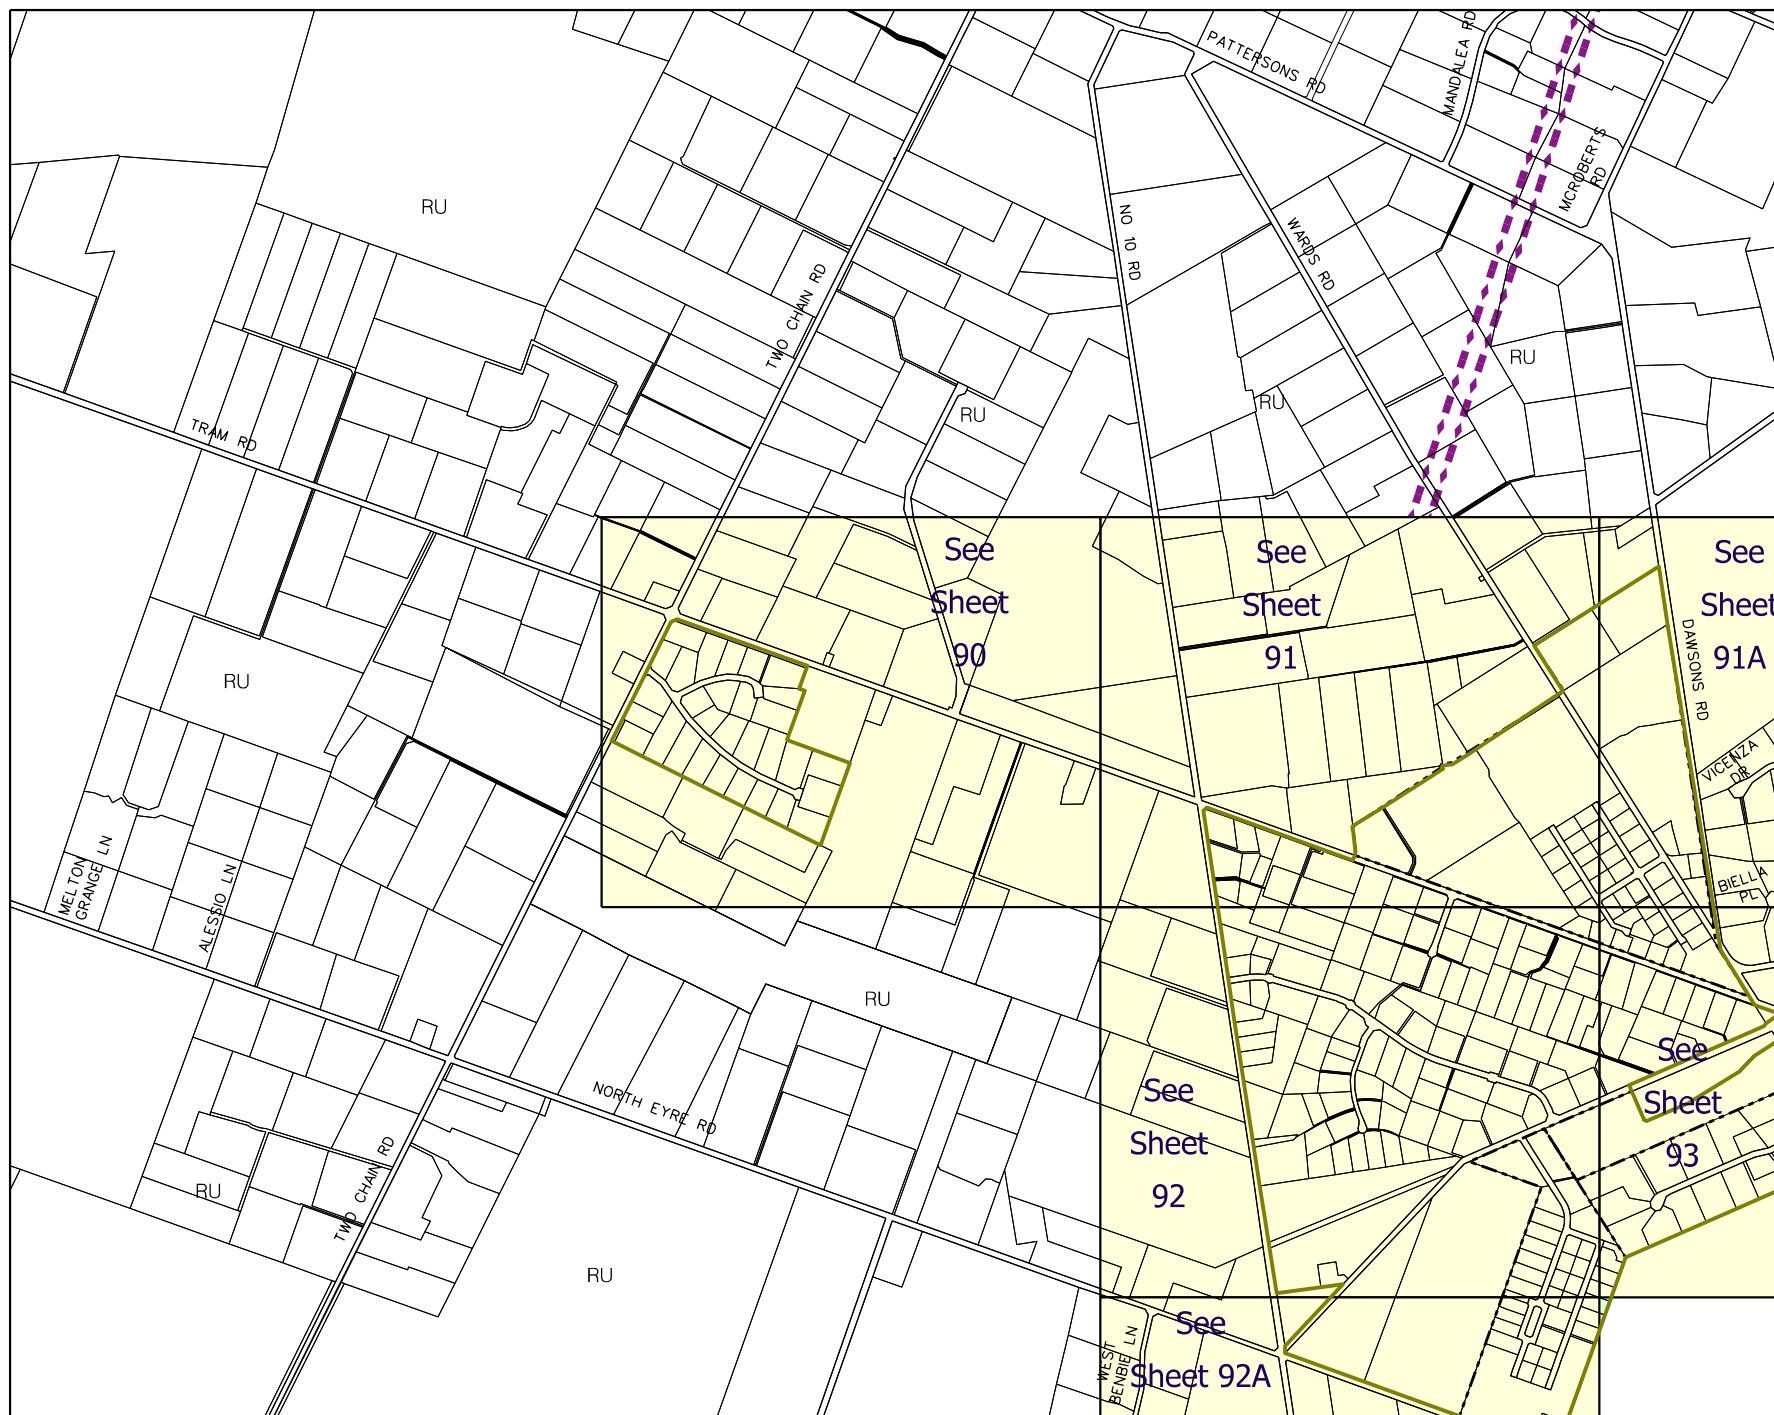 PATTERSONS RD
MANDALEA RD
MCROBERTS
RD
RU
NO 10 RD
WARDS RD
TWO CHAIN RD
RU
RU
RU
TRAM RD
See
Sheet
90
See
Sheet
91
See
Sheet
91A
DAWSONS RD
RU
VICENZA
DR
BIELLA
PL
MELTON
GRANGE LN
ALESSIO LN
RU
See
Sheet
92
See
Sheet
93
NORTH EYRE RD
TWO CHAIN RD
RU
RU
See
Sheet 92A
WEST
BENBIE LN